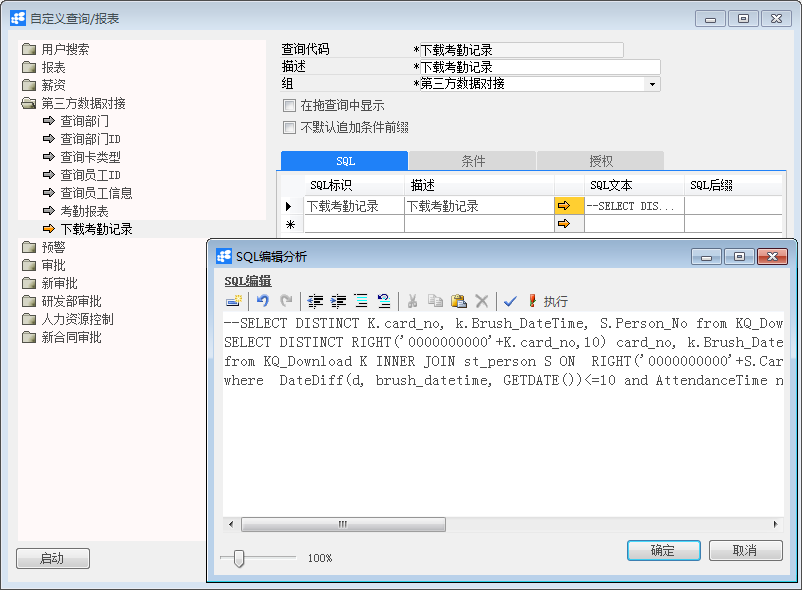 自定义查询/报表
用户搜索
报表
薪资
第三方数据对接
查询部门
查询部门ID
查询卡类型
查询员工ID
查询员工信息
考勤报表
下载考勤记录
预警
审批
新审批
研发部审批
人力资源控制
新合同审批
启动
查询代码 *下载考勤记录
描述 *下载考勤记录
组 *第三方数据对接
在拖查询中显示
不默认追加条件前缀
SQL 条件 授权
SQL标识 描述 SQL文本 SQL后缀
下载考勤记录 下载考勤记录 --SELECT DIS...
*
SQL编辑分析
SQL编辑
执行
--SELECT DISTINCT K.card_no, k.Brush_DateTime, S.Person_No from KQ_Dow
SELECT DISTINCT RIGHT('0000000000'+K.card_no,10) card_no, k.Brush_Date
from KQ_Download K INNER JOIN st_person S ON  RIGHT('0000000000'+S.Car
where  DateDiff(d, brush_datetime, GETDATE())<=10 and AttendanceTime n
100%
确定
取消